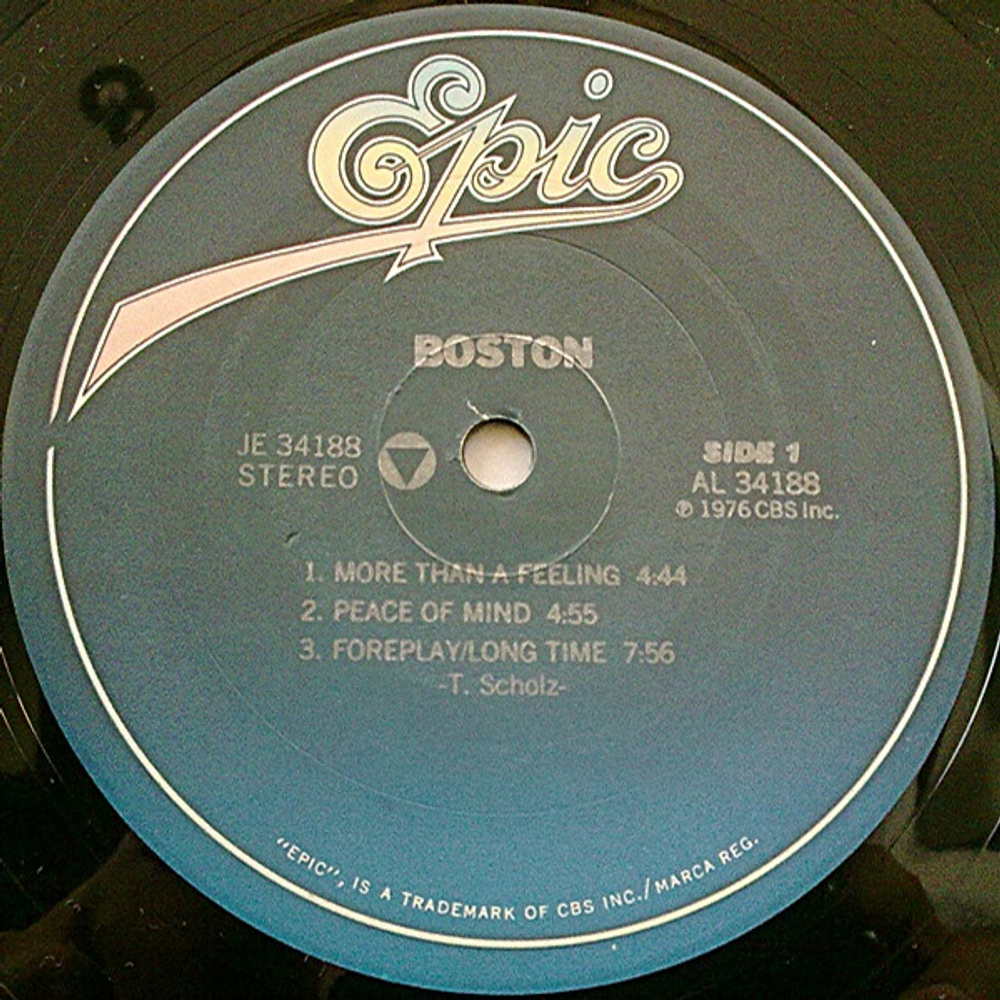 Epic
BOSTON
JE 34188
STEREO
SIDE 1
AL 34188
℗ 1976 CBS Inc.
1. MORE THAN A FEELING 4:44
2. PEACE OF MIND 4:55
3. FOREPLAY/LONG TIME 7:56
-T. Scholz-
"EPIC", IS A TRADEMARK OF CBS INC./MARCA REG.